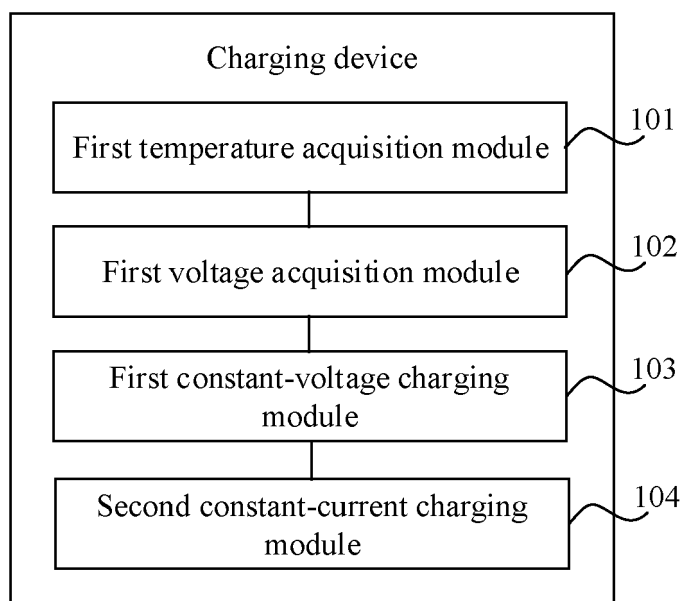 Charging device
First temperature acquisition module
101
First voltage acquisition module
102
First constant-voltage charging
module
103
Second constant-current charging
module
104